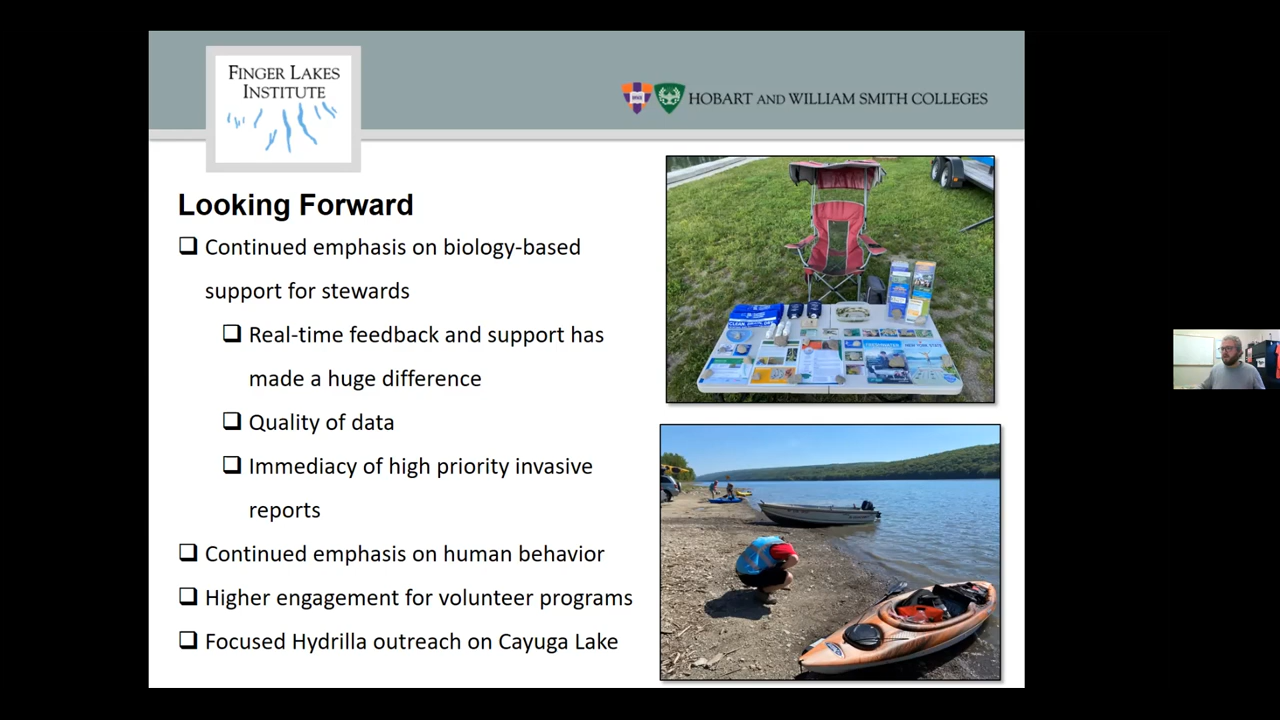 FINGER LAKES
INSTITUTE
HOBART AND WILLIAM SMITH COLLEGES
Looking Forward
Continued emphasis on biology-based
support for stewards
Real-time feedback and support has
made a huge difference
Quality of data
Immediacy of high priority invasive
reports
Continued emphasis on human behavior
Higher engagement for volunteer programs
Focused Hydrilla outreach on Cayuga Lake